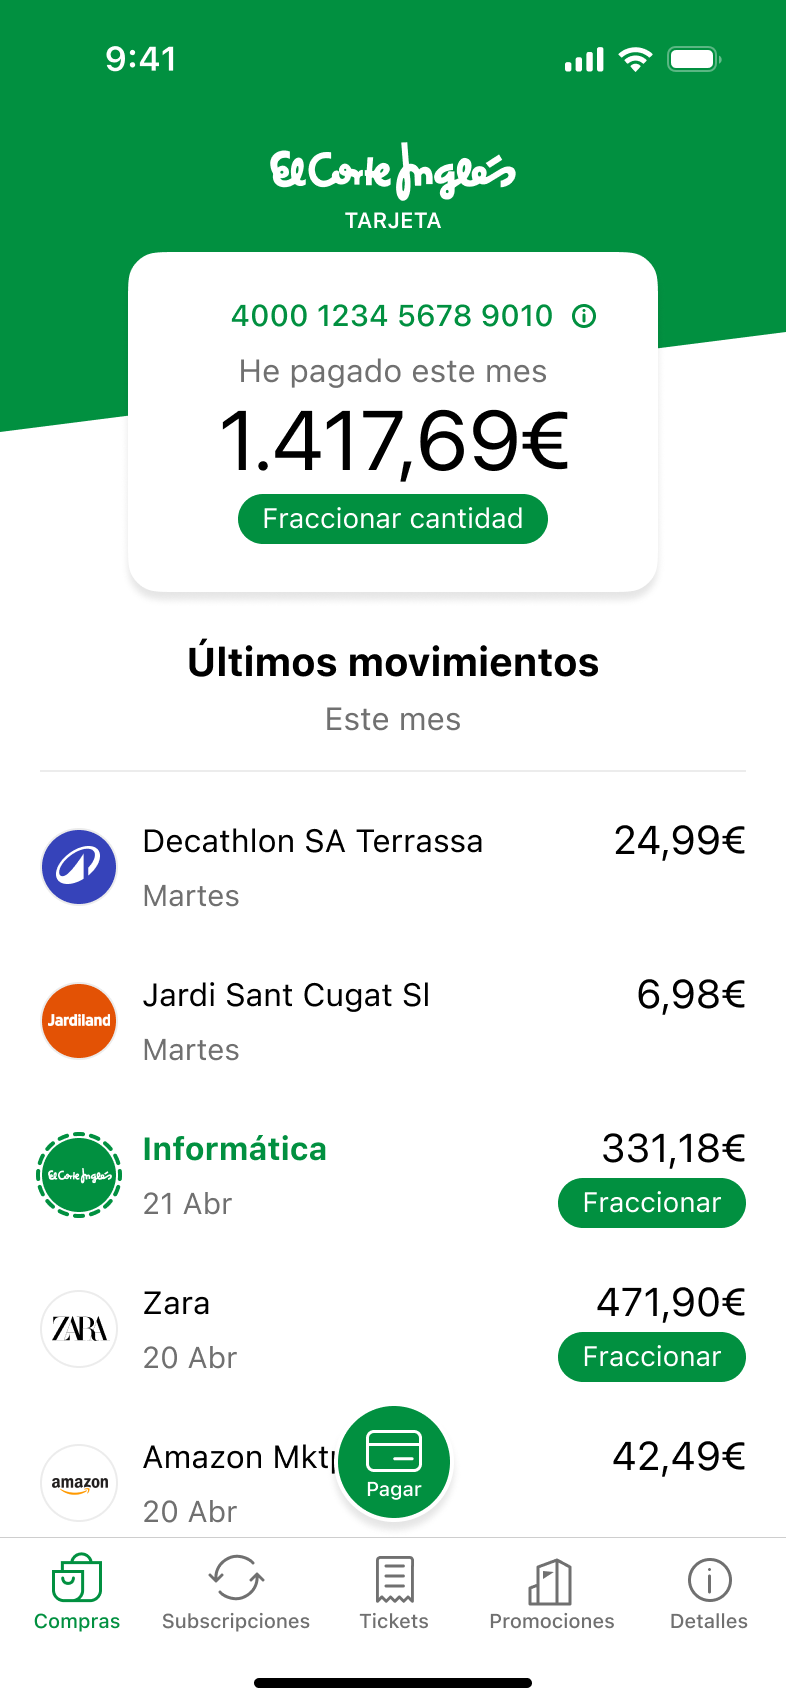 9:41
El Corte Inglés
TARJETA
4000 1234 5678 9010
He pagado este mes
1.417,69€
Fraccionar cantidad
Últimos movimientos
Este mes
Decathlon SA Terrassa
24,99€
Martes
Jardiland
Jardi Sant Cugat Sl
6,98€
Martes
El Corte Inglés
Informática
331,18€
21 Abr
Fraccionar
ZARA
Zara
471,90€
20 Abr
Fraccionar
amazon
Amazon Mktp
42,49€
20 Abr
Pagar
Compras
Subscripciones
Tickets
Promociones
Detalles